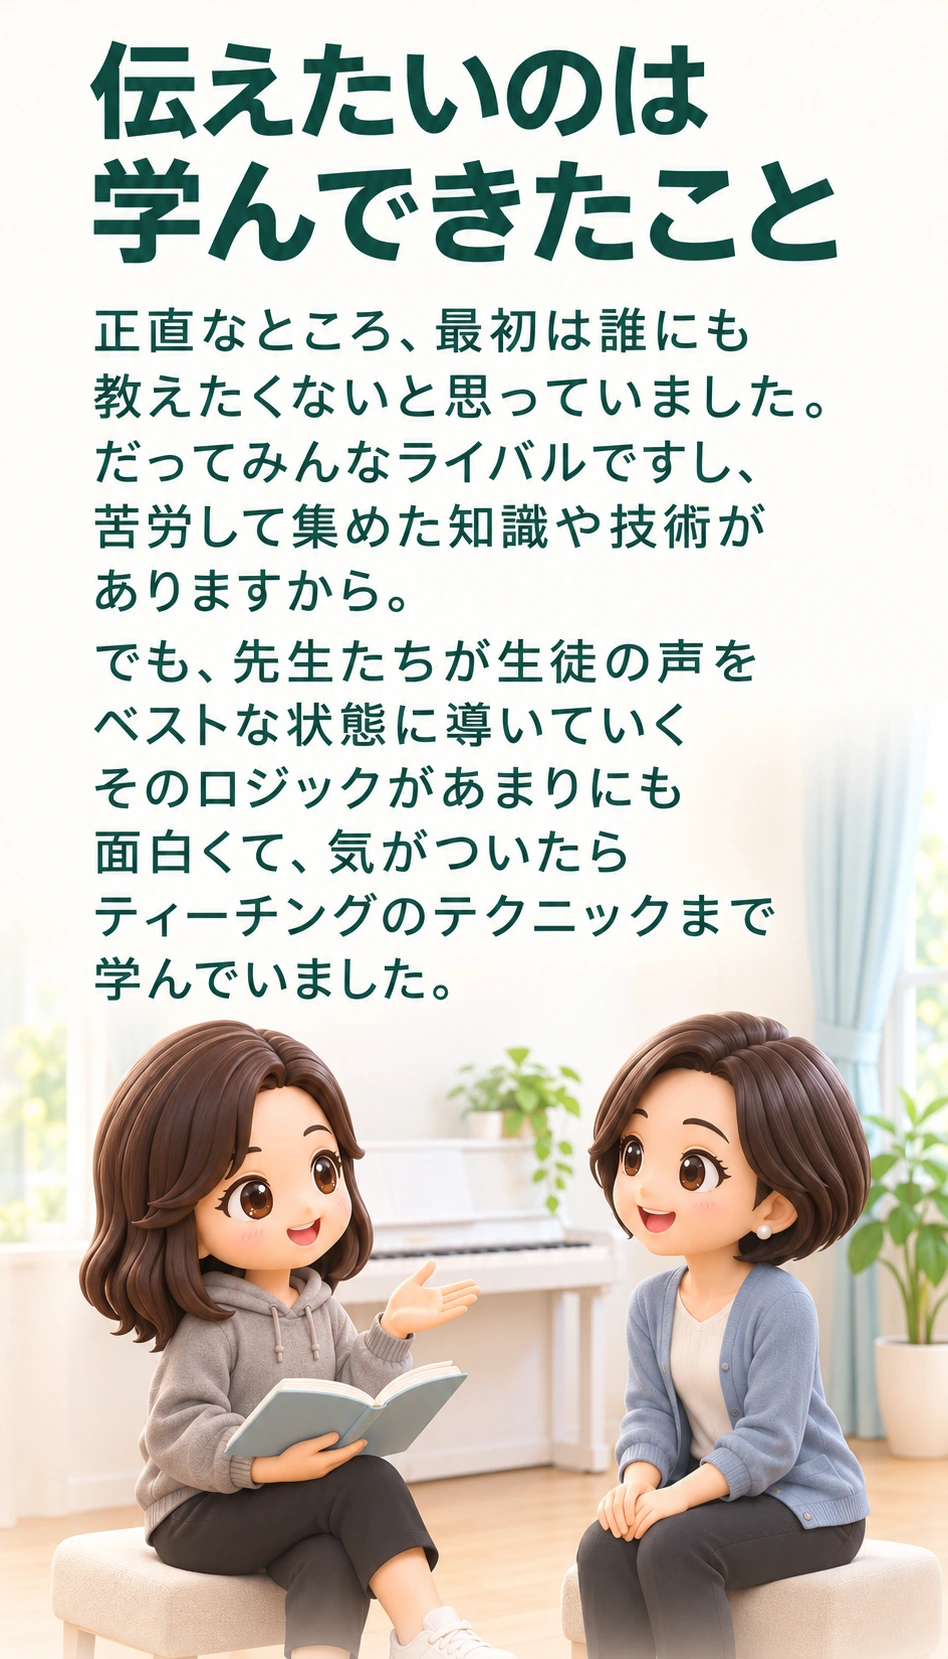 伝えたいのは
学んできたこと
正直なところ、最初は誰にも
教えたくないと思っていました。
だってみんなライバルですし、
苦労して集めた知識や技術が
ありますから。
でも、先生たちが生徒の声を
ベストな状態に導いていく
そのロジックがあまりにも
面白くて、気がついたら
ティーチングのテクニックまで
学んでいました。